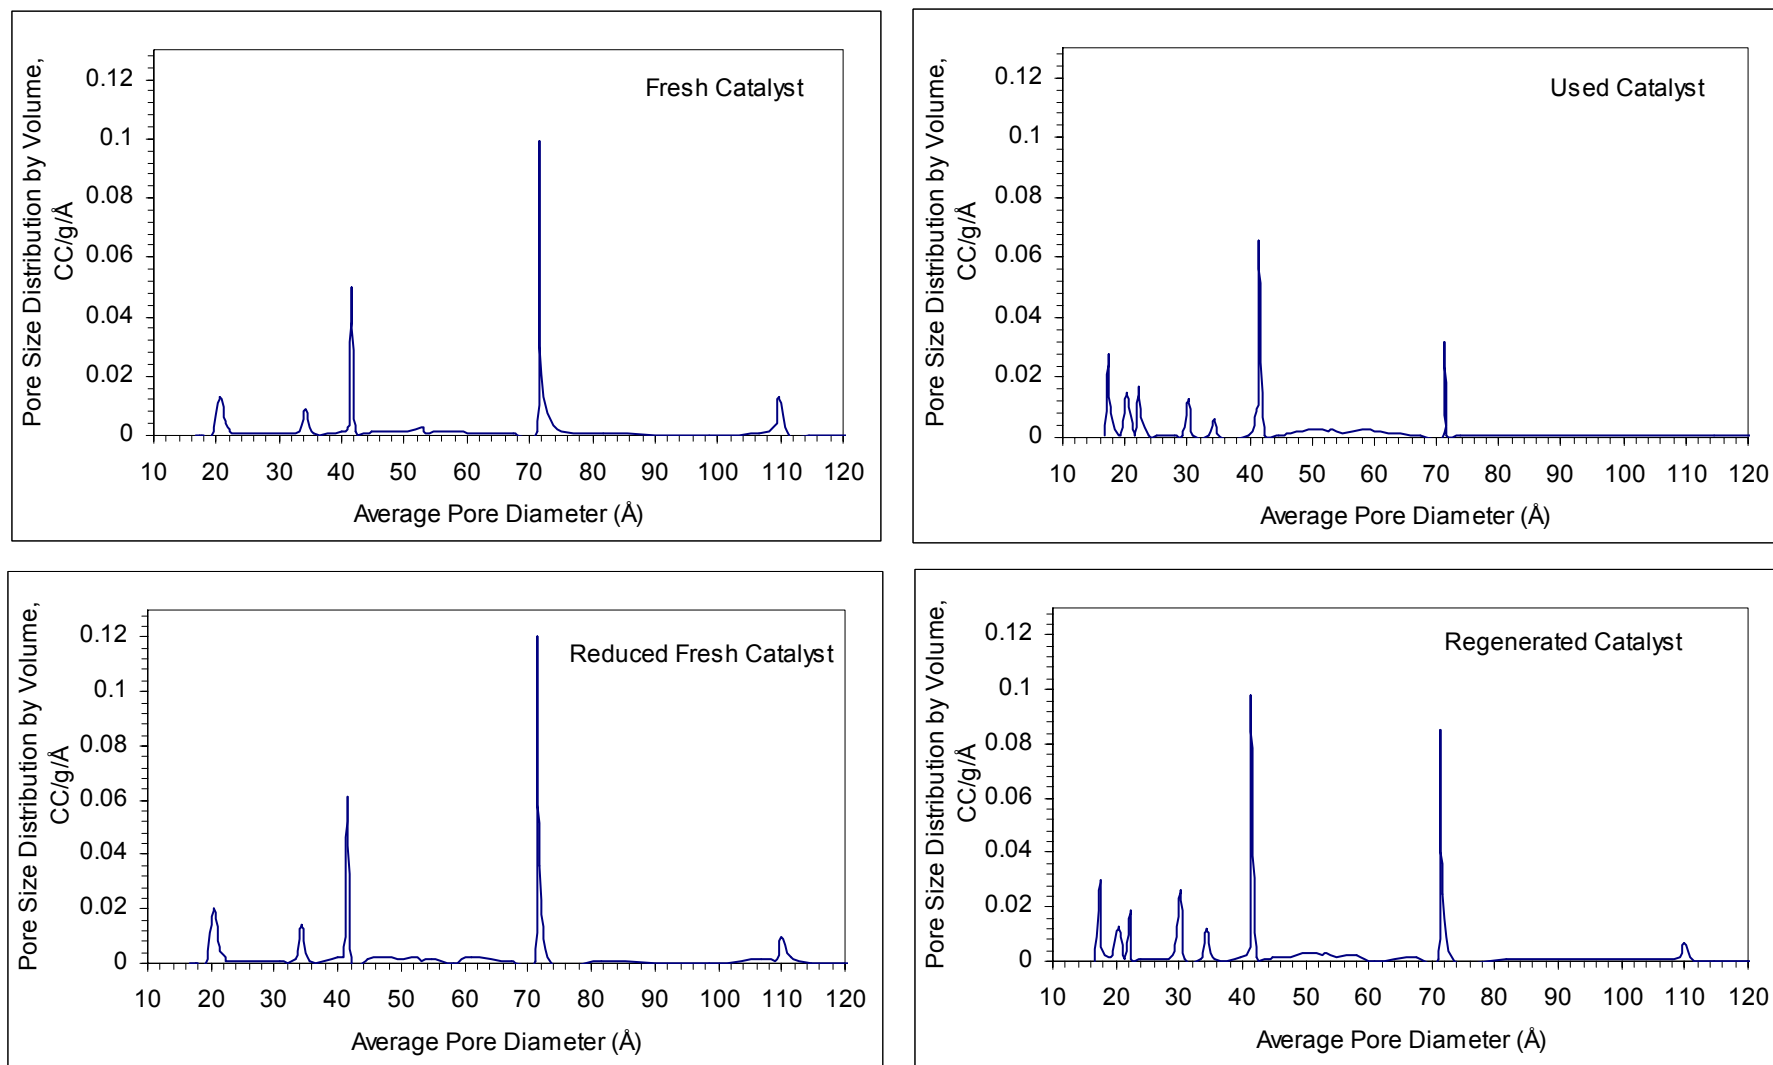 Pore Size Distribution by Volume,
CC/g/Å
0.12
0.1
0.08
0.06
0.04
0.02
0
Fresh Catalyst
10 20 30 40 50 60 70 80 90 100 110 120
Average Pore Diameter (Å)
Pore Size Distribution by Volume,
CC/g/Å
0.12
0.1
0.08
0.06
0.04
0.02
0
Used Catalyst
10 20 30 40 50 60 70 80 90 100 110 120
Average Pore Diameter (Å)
Pore Size Distribution by Volume,
CC/g/Å
0.12
0.1
0.08
0.06
0.04
0.02
0
Reduced Fresh Catalyst
10 20 30 40 50 60 70 80 90 100 110 120
Average Pore Diameter (Å)
Pore Size Distribution by Volume,
CC/g/Å
0.12
0.1
0.08
0.06
0.04
0.02
0
Regenerated Catalyst
10 20 30 40 50 60 70 80 90 100 110 120
Average Pore Diameter (Å)